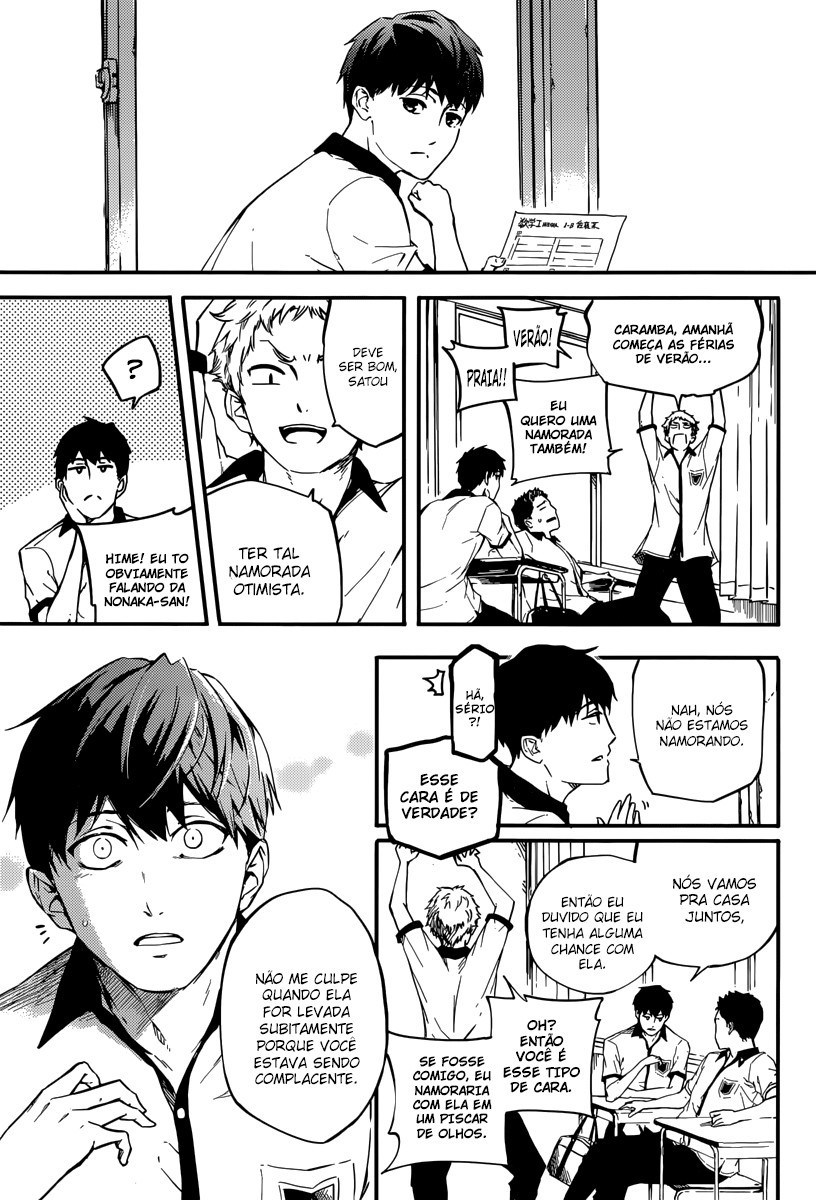 数学I
1-B
CARAMBA, AMANHÃ
COMEÇA AS FÉRIAS
DE VERÃO...
VERÃO!
PRAIA!!
EU
QUERO UMA
NAMORADA
TAMBÉM!
DEVE
SER BOM,
SATOU
TER TAL
NAMORADA
OTIMISTA.
?
HIME! EU TO
OBVIAMENTE
FALANDO DA
NONAKA-SAN!
NAH, NÓS
NÃO ESTAMOS
NAMORANDO.
HÃ,
SÉRIO
?!
ESSE
CARA É DE
VERDADE?
NÓS VAMOS
PRA CASA
JUNTOS,
ENTÃO EU
DUVIDO QUE EU
TENHA ALGUMA
CHANCE COM
ELA.
OH?
ENTÃO
VOCÊ É
ESSE TIPO
DE CARA.
SE FOSSE
COMIGO, EU
NAMORARIA
COM ELA EM
UM PISCAR
DE OLHOS.
NÃO ME CULPE
QUANDO ELA
FOR LEVADA
SUBITAMENTE
PORQUE VOCÊ
ESTAVA SENDO
COMPLACENTE.